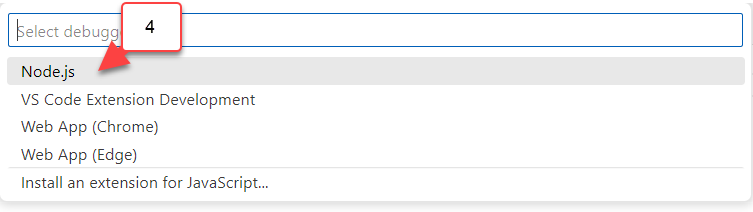 Select debugge
4
Node.js
VS Code Extension Development
Web App (Chrome)
Web App (Edge)
Install an extension for JavaScript...